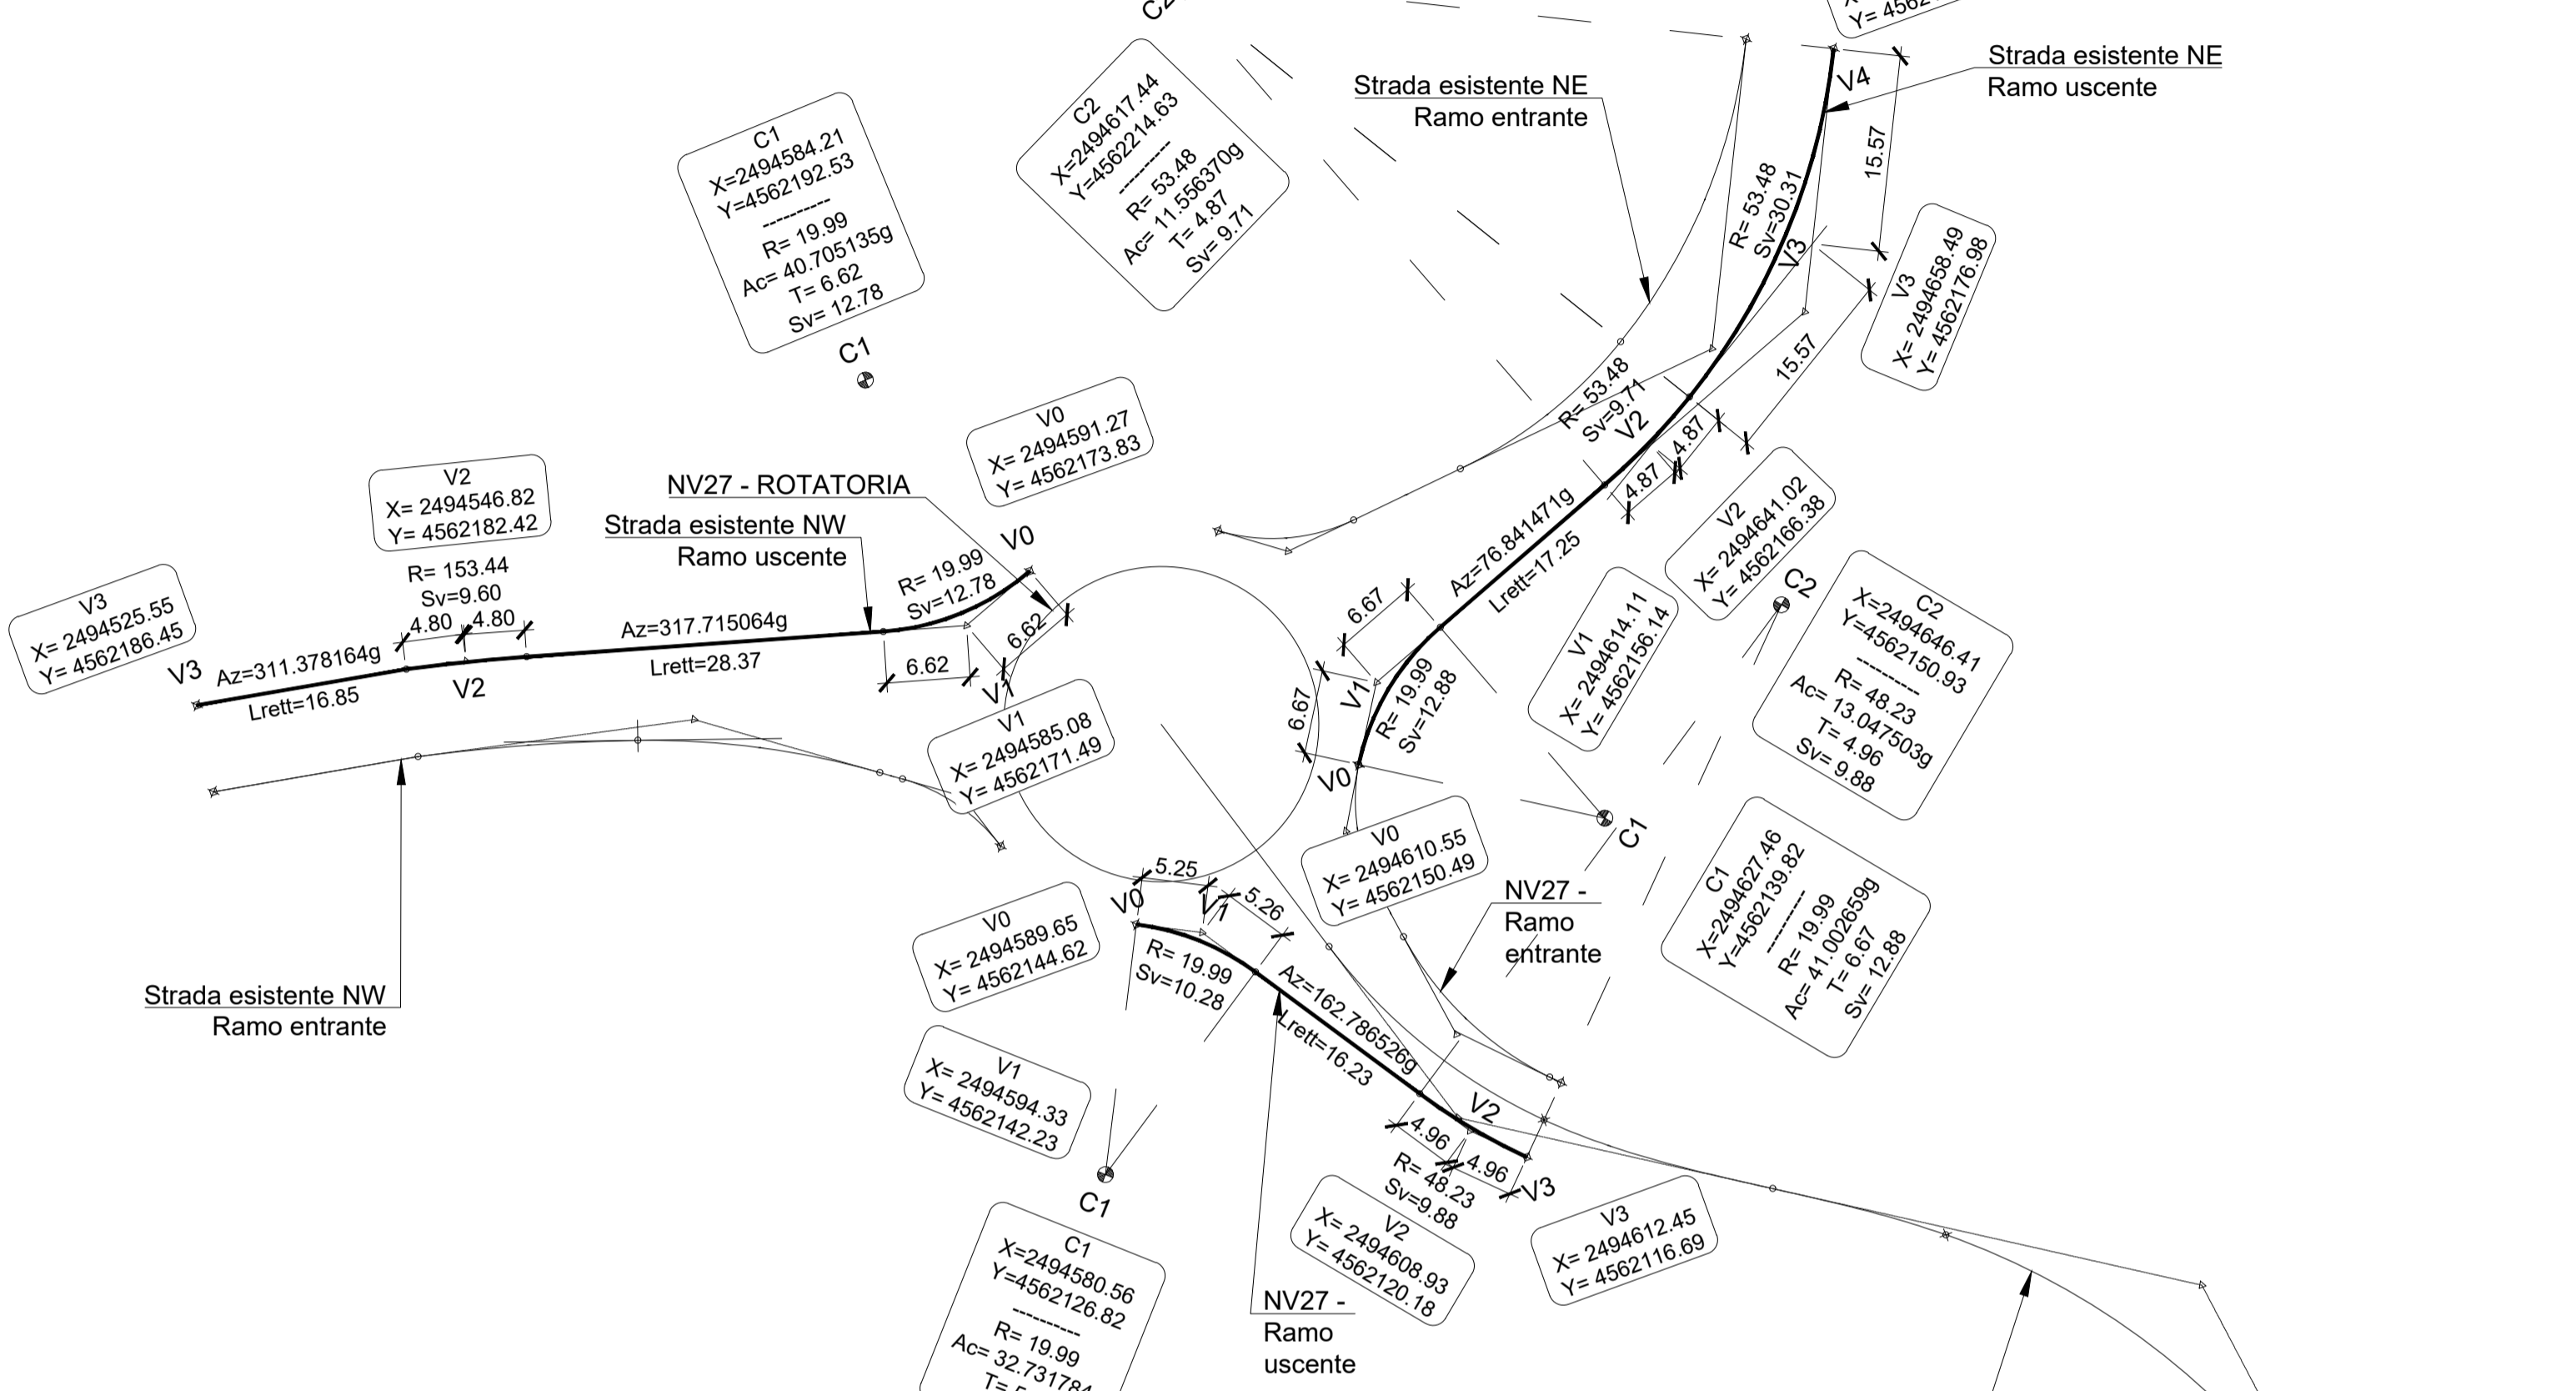 C2
Y= 4562
C2
X=2494617.44
Y=4562214.63
----------
R= 53.48
Ac= 11.556370g
T= 4.87
Sv= 9.71
Strada esistente NE
Ramo entrante
Strada esistente NE
Ramo uscente
V4
15.57
R= 53.48
Sv=30.31
V3
V3
X= 2494658.49
Y= 4562176.98
15.57
C1
X=2494584.21
Y=4562192.53
----------
R= 19.99
Ac= 40.705135g
T= 6.62
Sv= 12.78
C1
V0
X= 2494591.27
Y= 4562173.83
R= 53.48
Sv=9.71
V2
4.87
4.87
V2
X= 2494641.02
Y= 4562166.38
V2
X= 2494546.82
Y= 4562182.42
R= 153.44
Sv=9.60
4.80
4.80
NV27 - ROTATORIA
Strada esistente NW
Ramo uscente
V0
R= 19.99
Sv=12.78
6.62
6.62
V1
V3
X= 2494525.55
Y= 4562186.45
V3
Az=311.378164g
Lrett=16.85
V2
Az=317.715064g
Lrett=28.37
V1
X= 2494585.08
Y= 4562171.49
Az=76.841471g
Lrett=17.25
6.67
6.67
V1
R= 19.99
Sv=12.88
V0
V1
X= 2494614.11
Y= 4562156.14
C2
C2
X=2494646.41
Y=4562150.93
----------
R= 48.23
Ac= 13.047503g
T= 4.96
Sv= 9.88
C1
C1
X=2494627.46
Y=4562139.82
----------
R= 19.99
Ac= 41.002659g
T= 6.67
Sv= 12.88
V0
X= 2494610.55
Y= 4562150.49
NV27 -
Ramo
entrante
Strada esistente NW
Ramo entrante
5.25
V0
V1
5.26
V0
X= 2494589.65
Y= 4562144.62
R= 19.99
Sv=10.28
Az=162.786526g
Lrett=16.23
V1
X= 2494594.33
Y= 4562142.23
C1
C1
X=2494580.56
Y=4562126.82
----------
R= 19.99
Ac= 32.731784
T=
V2
4.96
4.96
R= 48.23
Sv=9.88
V3
V2
X= 2494608.93
Y= 4562120.18
V3
X= 2494612.45
Y= 4562116.69
NV27 -
Ramo
uscente